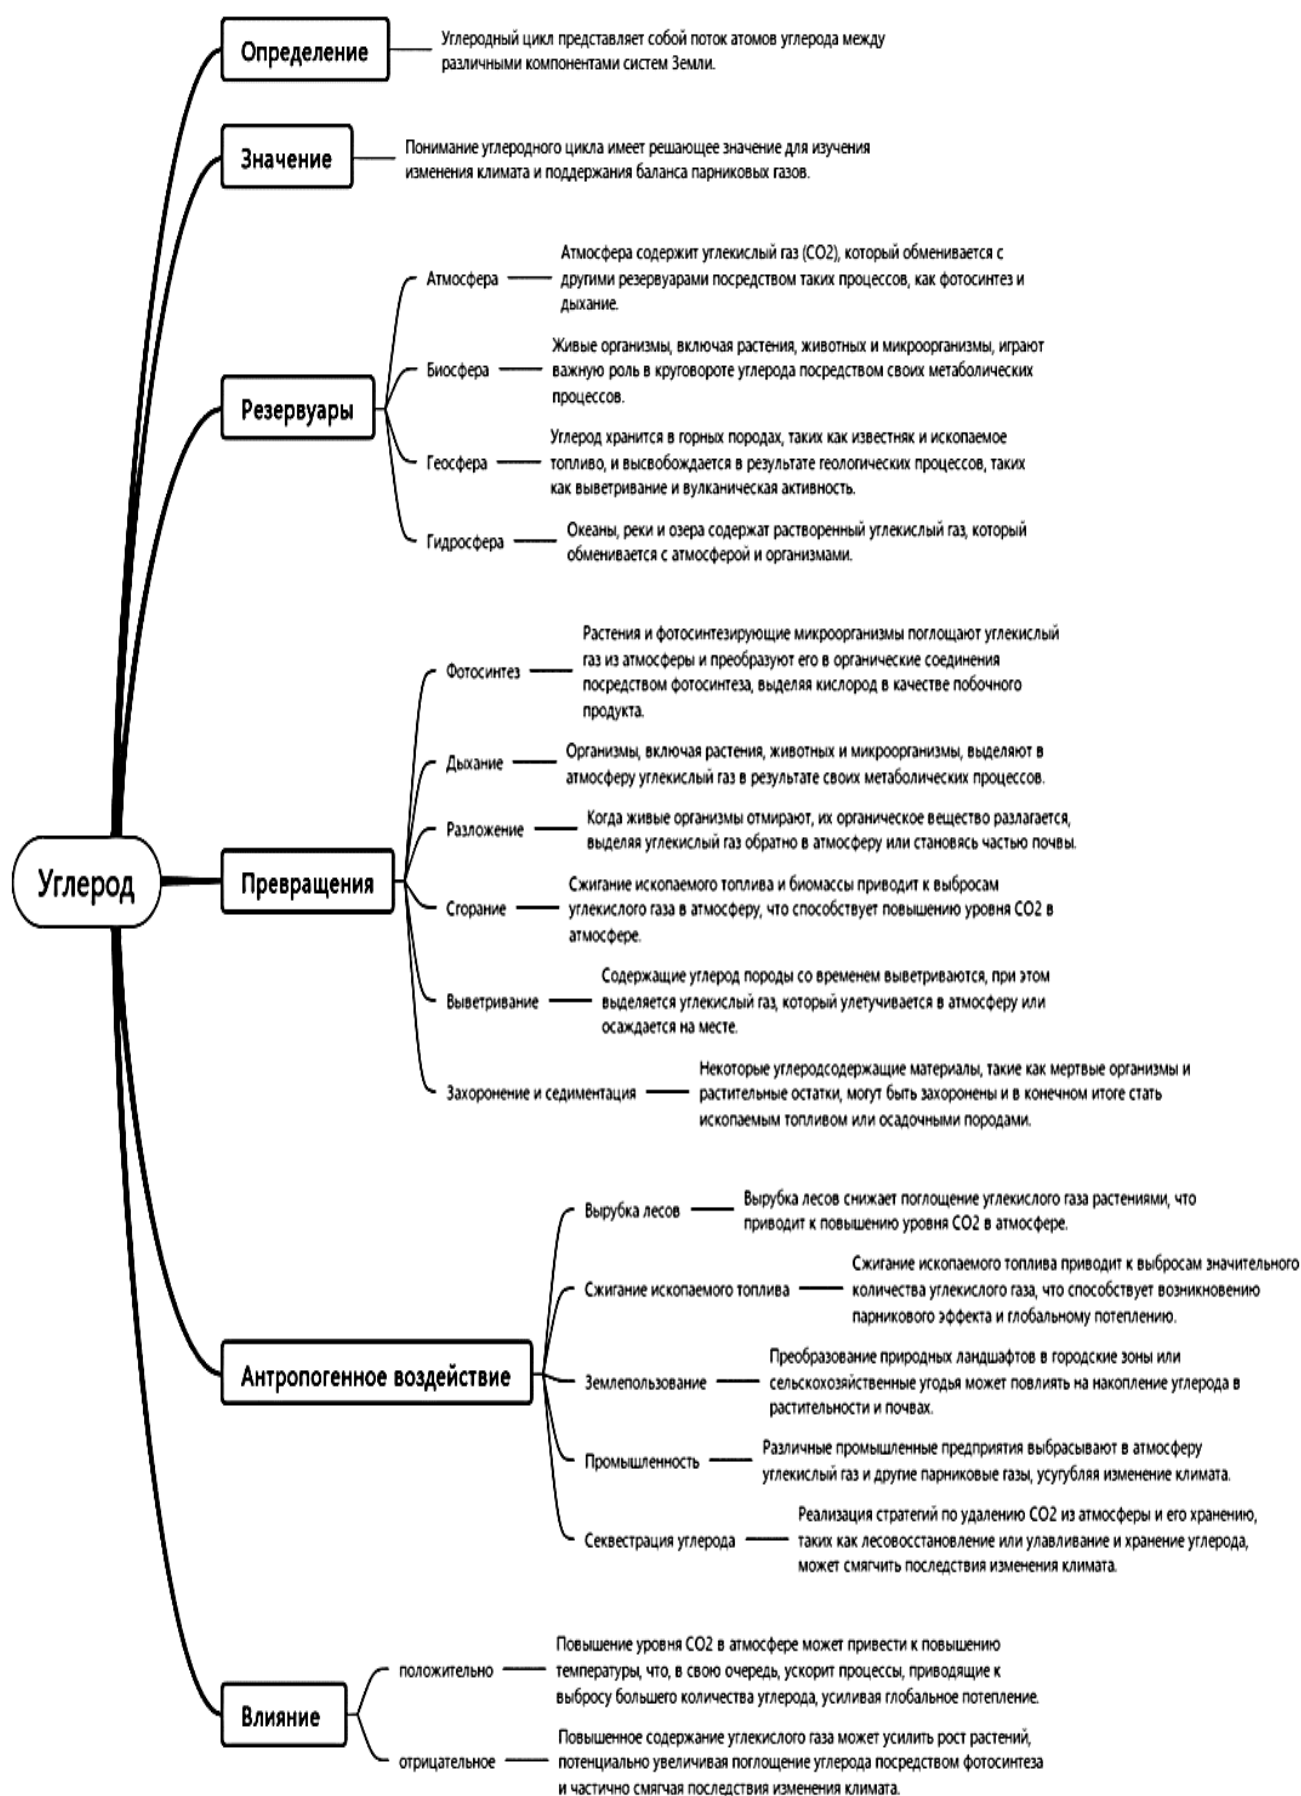 Определение
Углеродный цикл представляет собой поток атомов углерода между
различными компонентами систем Земли.
Значение
Понимание углеродного цикла имеет решающее значение для изучения
изменения климата и поддержания баланса парниковых газов.
Резервуары
Атмосфера
Атмосфера содержит углекислый газ (CO2), который обменивается с
другими резервуарами посредством таких процессов, как фотосинтез и
дыхание.
Биосфера
Живые организмы, включая растения, животных и микроорганизмы, играют
важную роль в круговороте углерода посредством своих метаболических
процессов.
Геосфера
Углерод хранится в горных породах, таких как известняк и ископаемое
топливо, и высвобождается в результате геологических процессов, таких
как выветривание и вулканическая активность.
Гидросфера
Океаны, реки и озера содержат растворенный углекислый газ, который
обменивается с атмосферой и организмами.
Углерод
Превращения
Фотосинтез
Растения и фотосинтезирующие микроорганизмы поглощают углекислый
газ из атмосферы и преобразуют его в органические соединения
посредством фотосинтеза, выделяя кислород в качестве побочного
продукта.
Дыхание
Организмы, включая растения, животных и микроорганизмы, выделяют в
атмосферу углекислый газ в результате своих метаболических процессов.
Разложение
Когда живые организмы отмирают, их органическое вещество разлагается,
выделяя углекислый газ обратно в атмосферу или становясь частью почвы.
Сгорание
Сжигание ископаемого топлива и биомассы приводит к выбросам
углекислого газа в атмосферу, что способствует повышению уровня CO2 в
атмосфере.
Выветривание
Содержащие углерод породы со временем выветриваются, при этом
выделяется углекислый газ, который улетучивается в атмосферу или
осаждается на месте.
Захоронение и седиментация
Некоторые углеродсодержащие материалы, такие как мертвые организмы и
растительные остатки, могут быть захоронены и в конечном итоге стать
ископаемым топливом или осадочными породами.
Антропогенное воздействие
Вырубка лесов
Вырубка лесов снижает поглощение углекислого газа растениями, что
приводит к повышению уровня CO2 в атмосфере.
Сжигание ископаемого топлива
Сжигание ископаемого топлива приводит к выбросам значительного
количества углекислого газа, что способствует возникновению
парникового эффекта и глобальному потеплению.
Землепользование
Преобразование природных ландшафтов в городские зоны или
сельскохозяйственные угодья может повлиять на накопление углерода в
растительности и почвах.
Промышленность
Различные промышленные предприятия выбрасывают в атмосферу
углекислый газ и другие парниковые газы, усугубляя изменение климата.
Секвестрация углерода
Реализация стратегий по удалению CO2 из атмосферы и его хранению,
таких как лесовосстановление или улавливание и хранение углерода,
может смягчить последствия изменения климата.
Влияние
положительно
Повышение уровня CO2 в атмосфере может привести к повышению
температуры, что, в свою очередь, ускорит процессы, приводящие к
выбросу большего количества углерода, усиливая глобальное потепление.
отрицательное
Повышенное содержание углекислого газа может усилить рост растений,
потенциально увеличивая поглощение углерода посредством фотосинтеза
и частично смягчая последствия изменения климата.